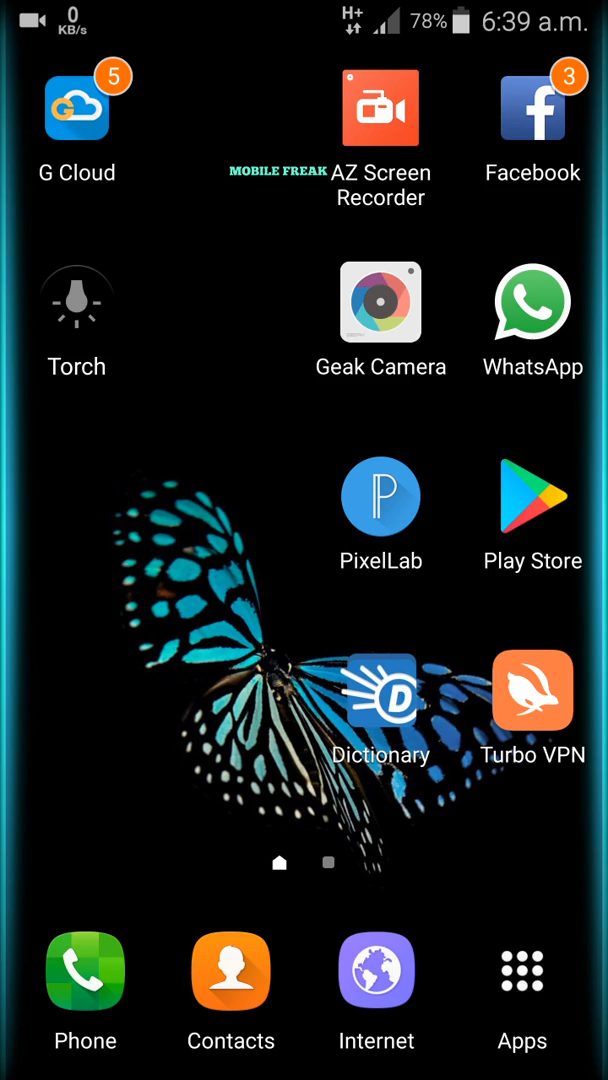 0
KB/s
H+
78%
6:39 a.m.
5
3
G Cloud
MOBILE FREAK
AZ Screen
Recorder
Facebook
Torch
Geak Camera
WhatsApp
PixelLab
Play Store
D
Dictionary
Turbo VPN
Phone
Contacts
Internet
Apps